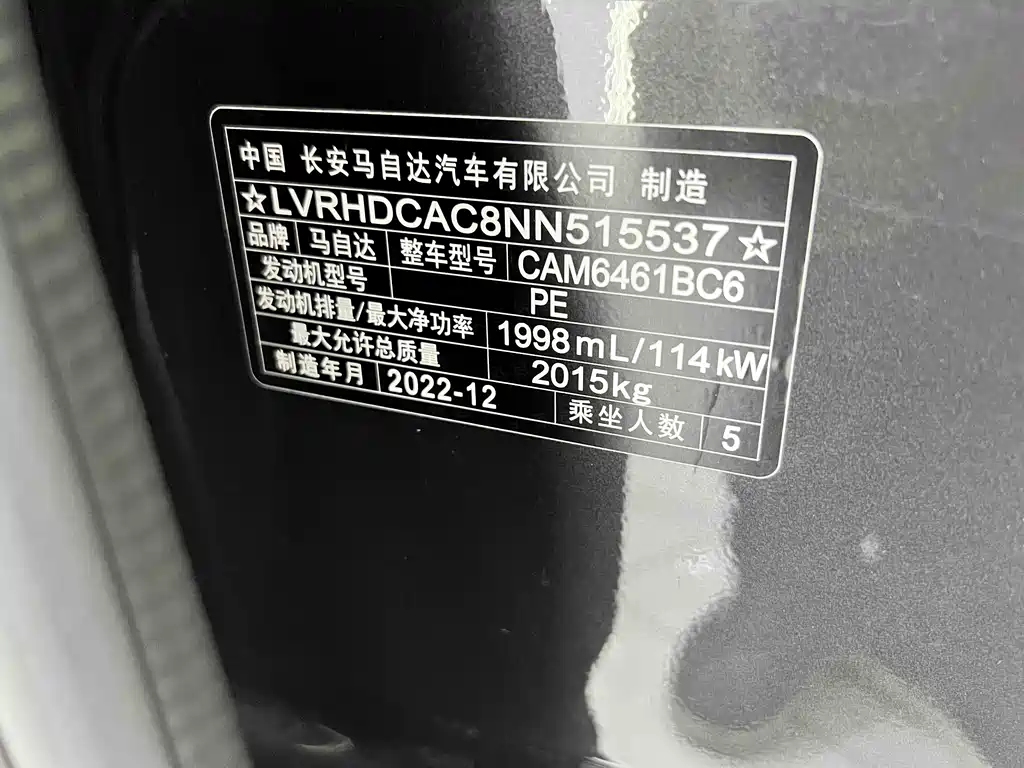 中国 长安马自达汽车有限公司 制造
☆LVRHDCAC8NN515537☆
品牌 马自达 整车型号 CAM6461BC6
发动机型号 PE
发动机排量/最大净功率 1998mL/114kW
最大允许总质量 2015kg
制造年月 2022-12 乘坐人数 5